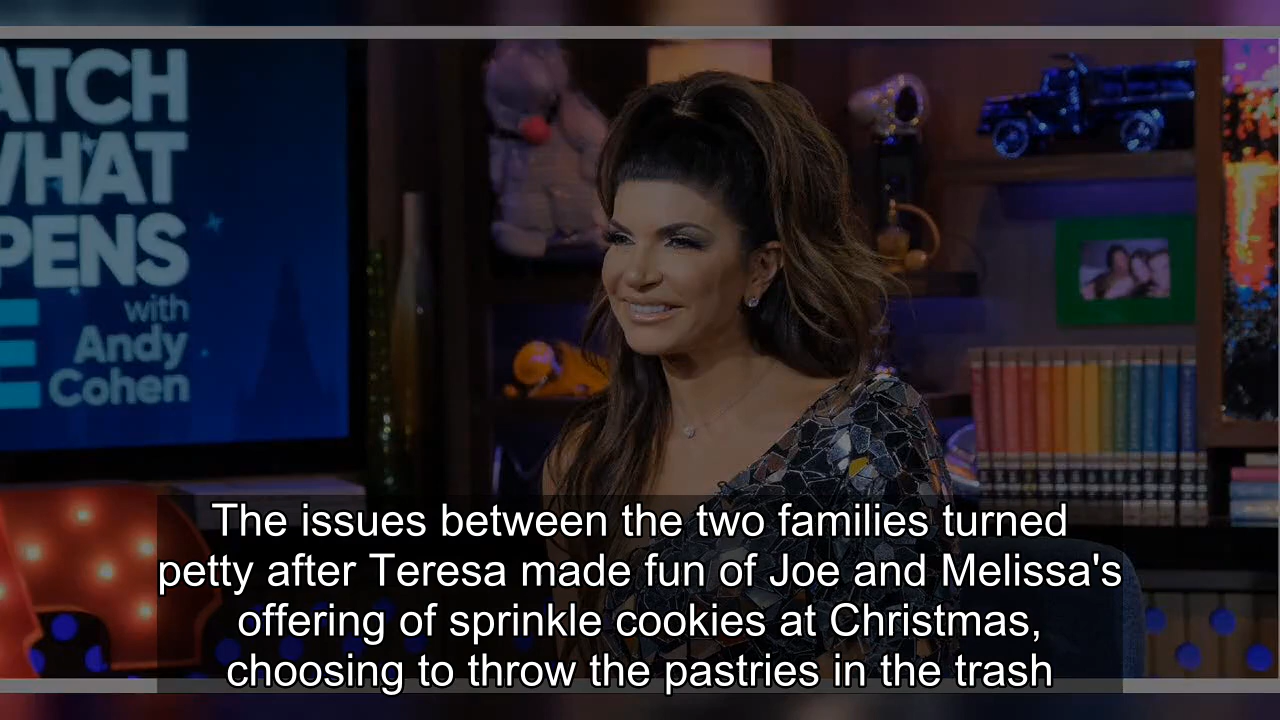 ATCH
WHAT
PENS
with
Andy
Cohen
The issues between the two families turned
petty after Teresa made fun of Joe and Melissa's
offering of sprinkle cookies at Christmas,
choosing to throw the pastries in the trash